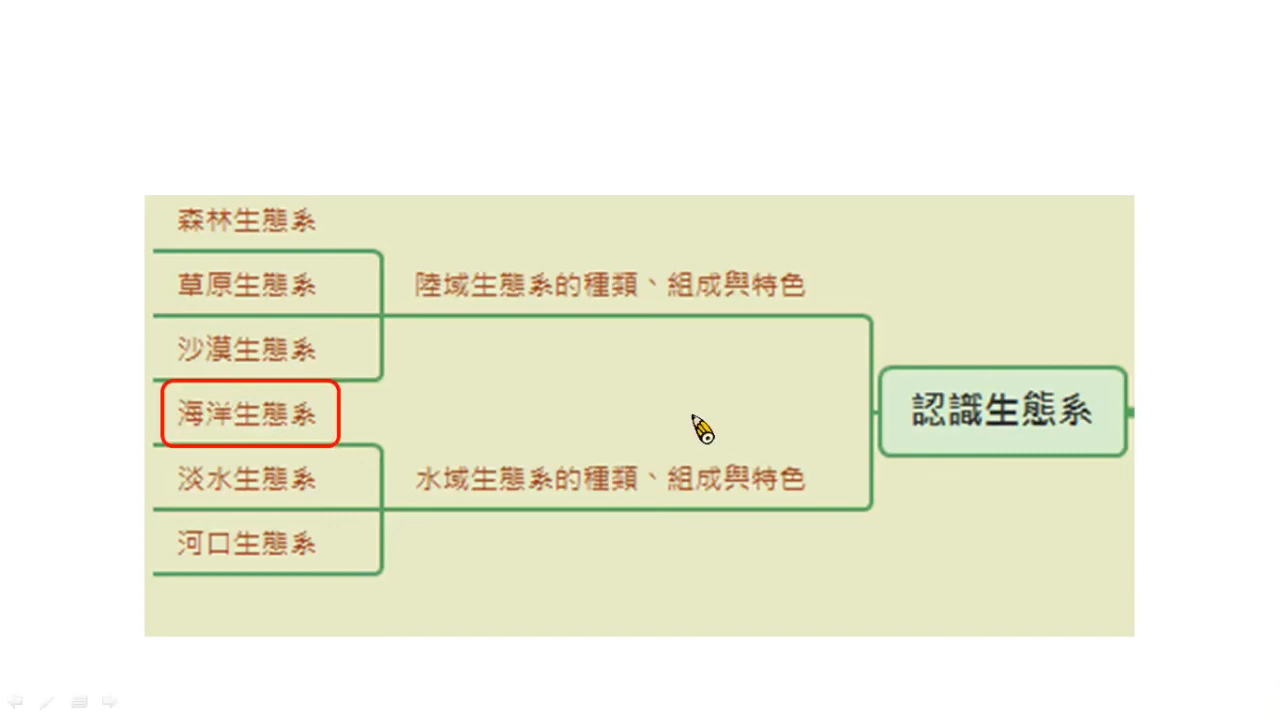 森林生態系
草原生態系
陸域生態系的種類、組成與特色
沙漠生態系
海洋生態系
認識生態系
淡水生態系
水域生態系的種類、組成與特色
河口生態系